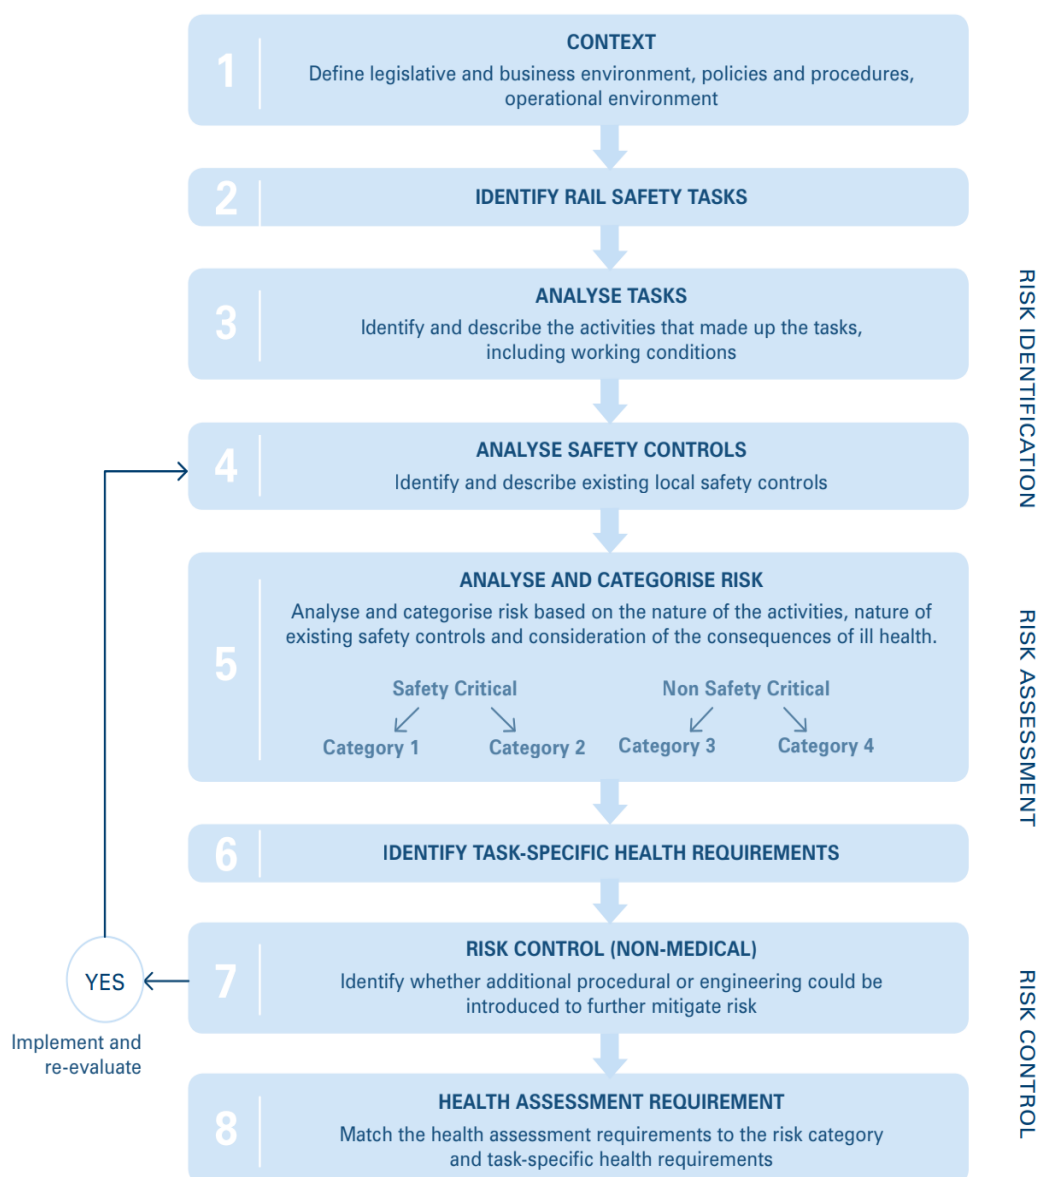 1
CONTEXT
Define legislative and business environment, policies and procedures,
operational environment
2
IDENTIFY RAIL SAFETY TASKS
3
ANALYSE TASKS
Identify and describe the activities that made up the tasks,
including working conditions
RISK IDENTIFICATION
4
ANALYSE SAFETY CONTROLS
Identify and describe existing local safety controls
5
ANALYSE AND CATEGORISE RISK
Analyse and categorise risk based on the nature of the activities, nature of
existing safety controls and consideration of the consequences of ill health.
Safety Critical
Non Safety Critical
Category 1
Category 2
Category 3
Category 4
RISK ASSESSMENT
6
IDENTIFY TASK-SPECIFIC HEALTH REQUIREMENTS
7
RISK CONTROL (NON-MEDICAL)
Identify whether additional procedural or engineering could be
introduced to further mitigate risk
YES
Implement and
re-evaluate
RISK CONTROL
8
HEALTH ASSESSMENT REQUIREMENT
Match the health assessment requirements to the risk category
and task-specific health requirements